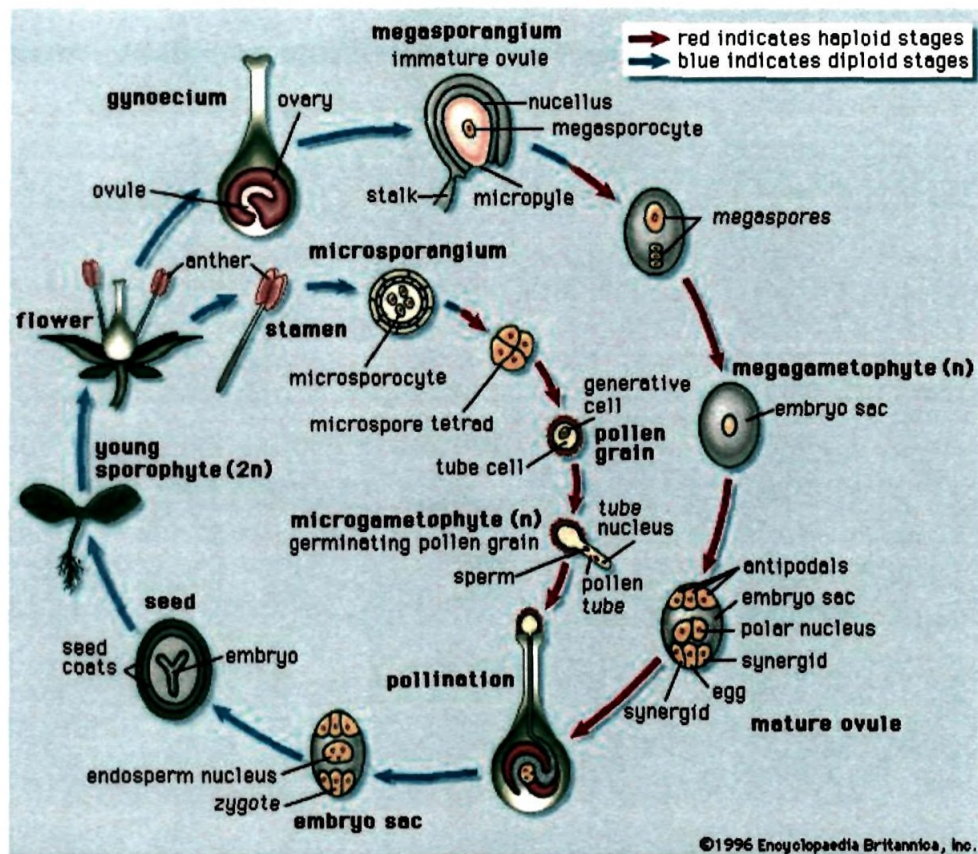 megasporangium
immature ovule
red indicates haploid stages
blue indicates diploid stages
gynoecium
ovary
nucellus
megasporocyte
ovule
stalk
micropyle
megaspores
microsporangium
anther
flower
stamen
microsporocyte
megagametophyte (n)
generative
cell
embryo sac
microspore tetrad
pollen
grain
tube cell
young
sporophyte (2n)
tube
nucleus
microgametophyte (n)
germinating pollen grain
sperm
pollen
tube
antipodals
embryo sac
polar nucleus
synergid
egg
synergid
mature ovule
seed
seed
coats
embryo
pollination
endosperm nucleus
zygote
embryo sac
©1996 Encyclopaedia Britannica, Inc.